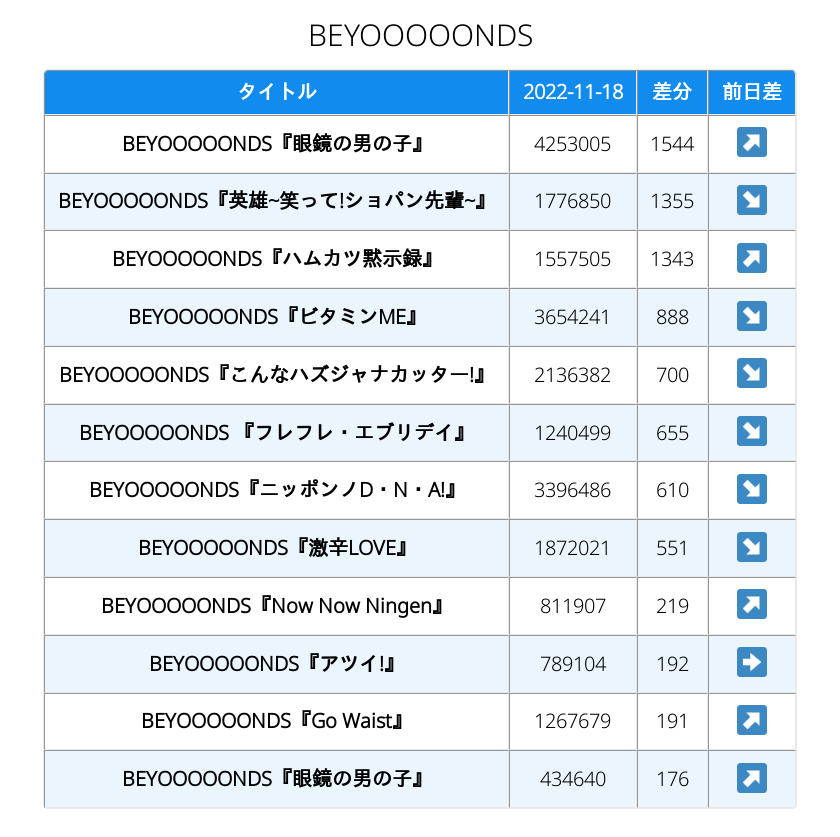 BEYOOOOONDS
タイトル 2022-11-18 差分 前日差
BEYOOOOONDS『眼鏡の男の子』 4253005 1544 ↗
BEYOOOOONDS『英雄~笑って!ショパン先輩~』 1776850 1355 ↘
BEYOOOOONDS『ハムカツ黙示録』 1557505 1343 ↗
BEYOOOOONDS『ビタミンME』 3654241 888 ↘
BEYOOOOONDS『こんなハズジャナカッター!』 2136382 700 ↘
BEYOOOOONDS 『フレフレ・エブリデイ』 1240499 655 ↘
BEYOOOOONDS『ニッポンノD・N・A!』 3396486 610 ↘
BEYOOOOONDS『激辛LOVE』 1872021 551 ↘
BEYOOOOONDS『Now Now Ningen』 811907 219 ↗
BEYOOOOONDS『アツイ!』 789104 192 ➡
BEYOOOOONDS『Go Waist』 1267679 191 ↗
BEYOOOOONDS『眼鏡の男の子』 434640 176 ↗